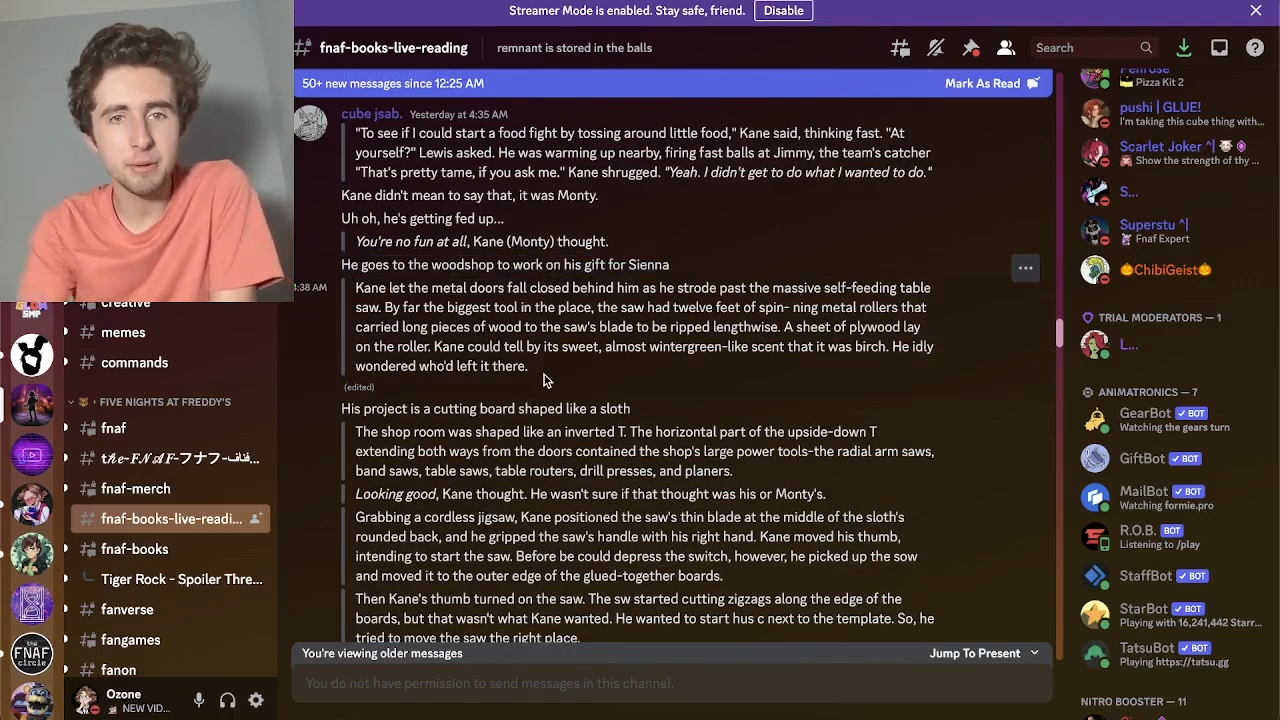 Streamer Mode is enabled. Stay safe, friend. Disable
fnaf-books-live-reading
remnant is stored in the balls
Search
50+ new messages since 12:25 AM
Mark As Read
cube jsab. Yesterday at 4:35 AM
"To see if I could start a food fight by tossing around little food," Kane said, thinking fast. "At
yourself?" Lewis asked. He was warming up nearby, firing fast balls at Jimmy, the team's catcher
"That's pretty tame, if you ask me." Kane shrugged. "Yeah. I didn't get to do what I wanted to do."
Kane didn't mean to say that, it was Monty.
Uh oh, he's getting fed up...
You're no fun at all, Kane (Monty) thought.
He goes to the woodshop to work on his gift for Sienna
4:38 AM
Kane let the metal doors fall closed behind him as he strode past the massive self-feeding table
saw. By far the biggest tool in the place, the saw had twelve feet of spin- ning metal rollers that
carried long pieces of wood to the saw's blade to be ripped lengthwise. A sheet of plywood lay
on the roller. Kane could tell by its sweet, almost wintergreen-like scent that it was birch. He idly
wondered who'd left it there.
(edited)
His project is a cutting board shaped like a sloth
The shop room was shaped like an inverted T. The horizontal part of the upside-down T
extending both ways from the doors contained the shop's large power tools-the radial arm saws,
band saws, table saws, table routers, drill presses, and planers.
Looking good, Kane thought. He wasn't sure if that thought was his or Monty's.
Grabbing a cordless jigsaw, Kane positioned the saw's thin blade at the middle of the sloth's
rounded back, and he gripped the saw's handle with his right hand. Kane moved his thumb,
intending to start the saw. Before be could depress the switch, however, he picked up the sow
and moved it to the outer edge of the glued-together boards.
Then Kane's thumb turned on the saw. The sw started cutting zigzags along the edge of the
boards, but that wasn't what Kane wanted. He wanted to start hus c next to the template. So, he
tried to move the saw the right place.
You're viewing older messages
Jump To Present
You do not have permission to send messages in this channel.
creative
memes
commands
FIVE NIGHTS AT FREDDY'S
fnaf
fnaf-merch
fnaf-books-live-readi...
fnaf-books
Tiger Rock - Spoiler Thre...
fanverse
fangames
fanon
SMP
the
FNAF
circle
Ozone
NEW VID...
Penrose
Pizza Kit 2
pushi | GLUE!
I'm taking this cube thing with...
Scarlet Joker ^|
Show the strength of thy ...
S...
Superstu ^|
Fnaf Expert
ChibiGeist
TRIAL MODERATORS — 1
L...
ANIMATRONICS — 7
GearBot BOT
Watching the gears turn
GiftBot BOT
MailBot BOT
Watching formie.pro
R.O.B. BOT
Listening to /play
StaffBot BOT
StarBot BOT
Playing with 16,241,442 Starr...
TatsuBot BOT
Playing https://tatsu.gg
NITRO BOOSTER — 11